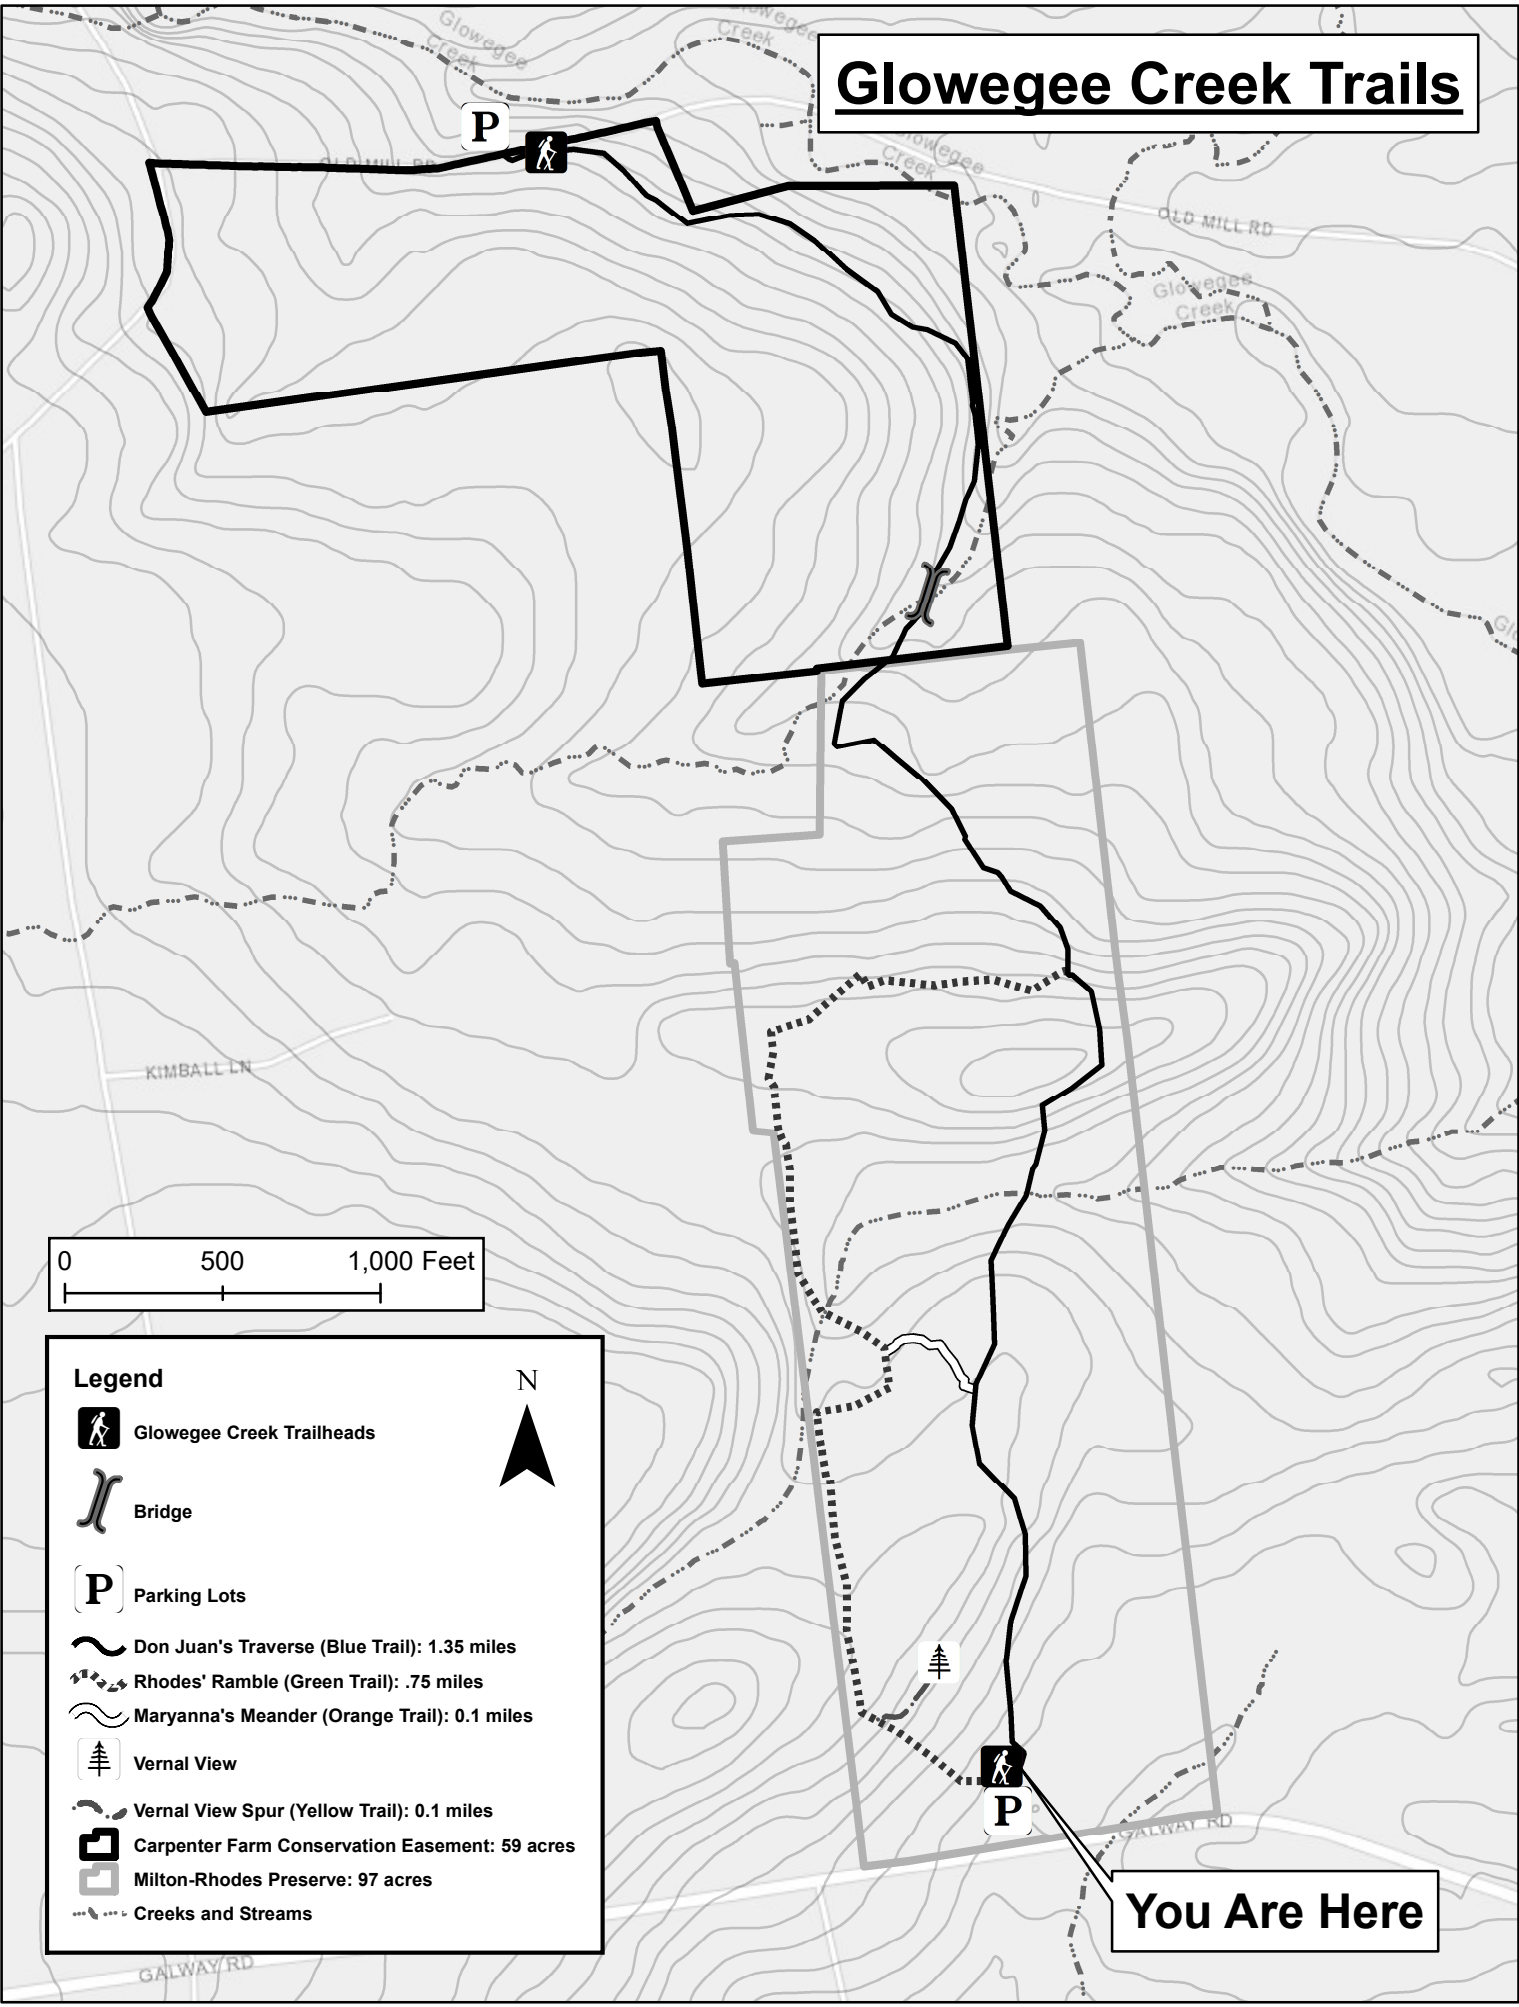 Glowegee
Creek
Glowegee
Creek
Glowegee Creek Trails
P
OLD MILL RD
Glowegee
Creek
OLD MILL RD
Glowegee
Creek
KIMBALL LN
0 500 1,000 Feet
Legend
N
Glowegee Creek Trailheads
Bridge
P Parking Lots
Don Juan's Traverse (Blue Trail): 1.35 miles
Rhodes' Ramble (Green Trail): .75 miles
Maryanna's Meander (Orange Trail): 0.1 miles
Vernal View
Vernal View Spur (Yellow Trail): 0.1 miles
Carpenter Farm Conservation Easement: 59 acres
Milton-Rhodes Preserve: 97 acres
Creeks and Streams
P
GALWAY RD
You Are Here
GALWAY RD